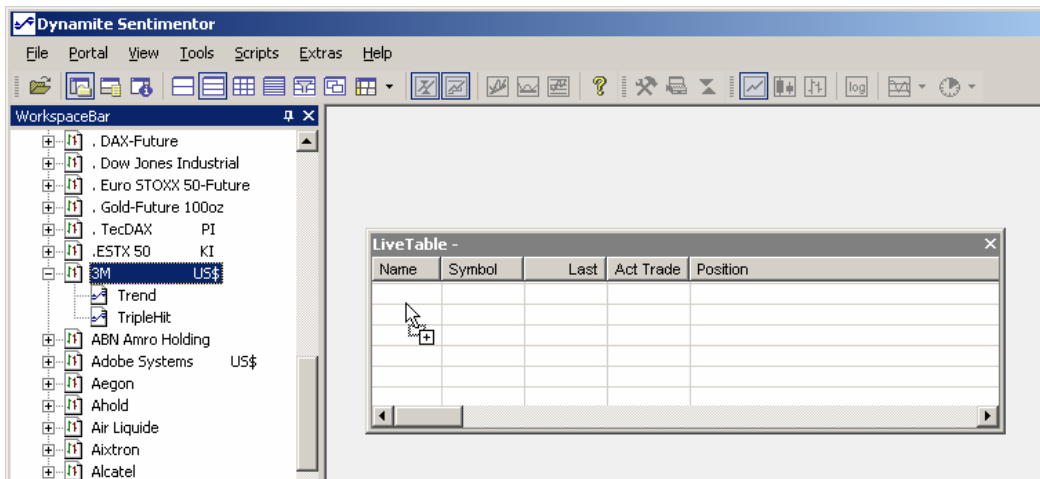 Dynamite Sentimentor
File Portal View Tools Scripts Extras Help
log
WorkspaceBar
. DAX-Future
. Dow Jones Industrial
. Euro STOXX 50-Future
. Gold-Future 100oz
. TecDAX PI
.ESTX 50 KI
3M US$
Trend
TripleHit
ABN Amro Holding
Adobe Systems US$
Aegon
Ahold
Air Liquide
Aixtron
Alcatel
LiveTable -
Name Symbol Last Act Trade Position